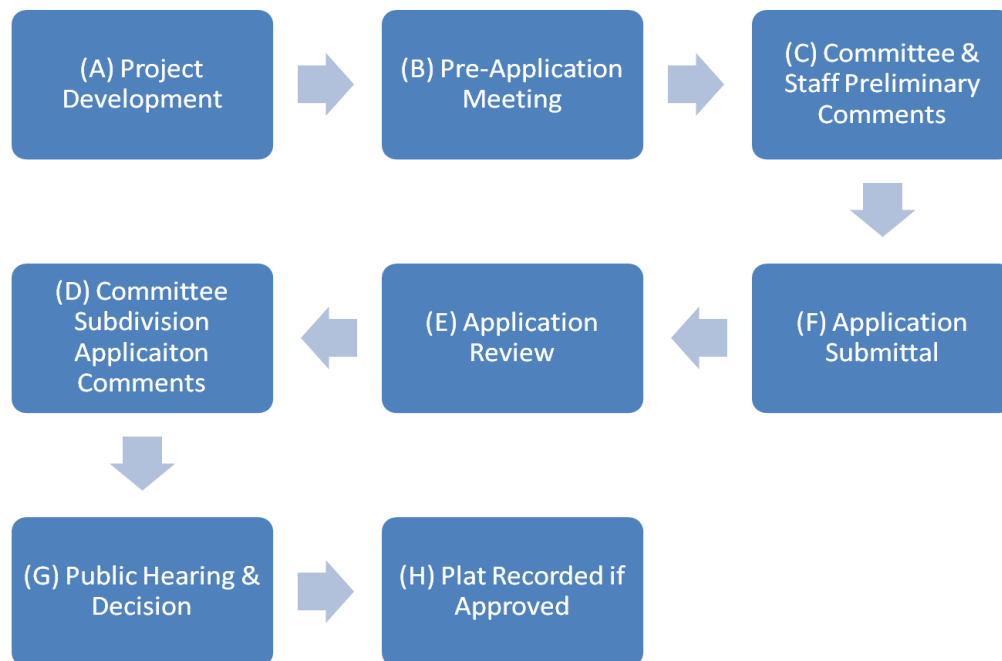 (A) Project
Development
(B) Pre-Application
Meeting
(C) Committee &
Staff Preliminary
Comments
(D) Committee
Subdivision
Applicaiton
Comments
(E) Application
Review
(F) Application
Submittal
(G) Public Hearing &
Decision
(H) Plat Recorded if
Approved